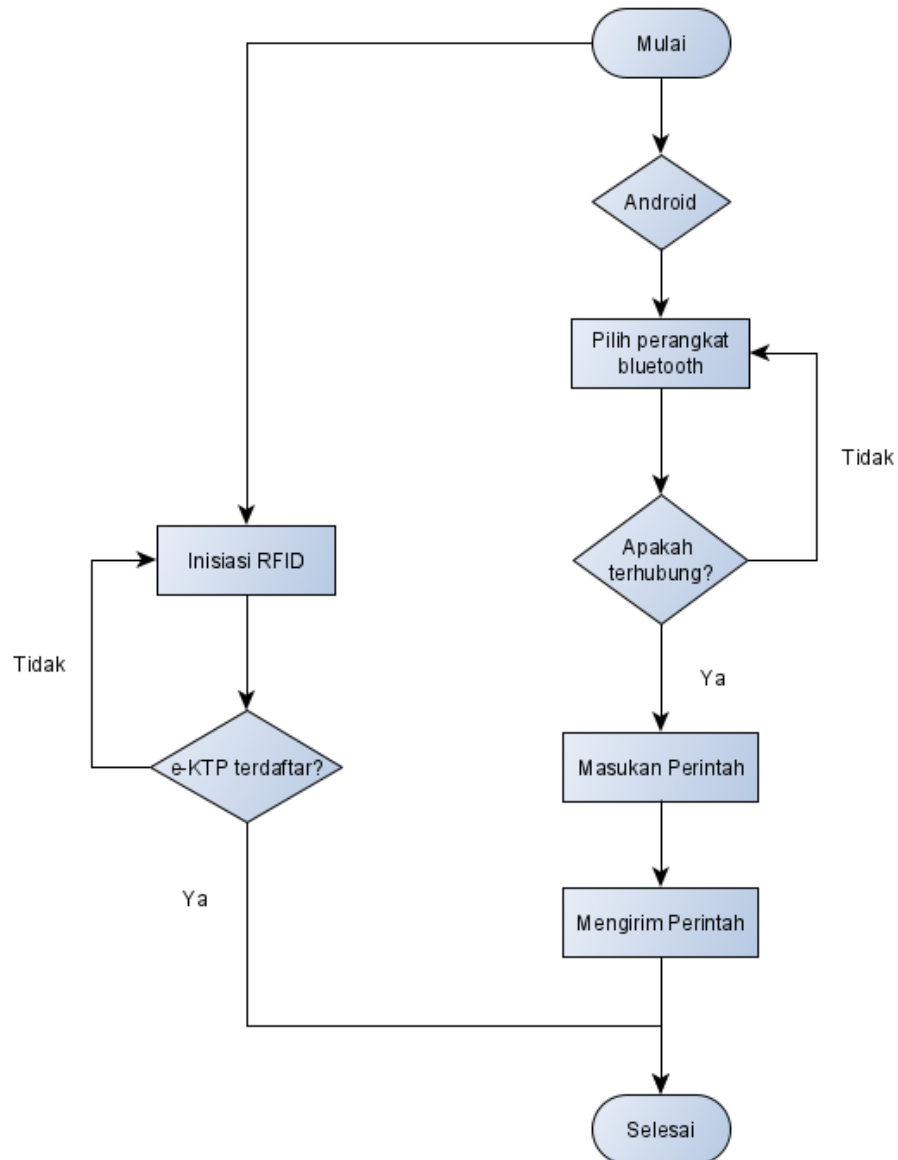 Mulai
Android
Pilih perangkat
bluetooth
Tidak
Apakah
terhubung?
Inisiasi RFID
Tidak
Ya
Masukan Perintah
e-KTP terdaftar?
Ya
Mengirim Perintah
Selesai